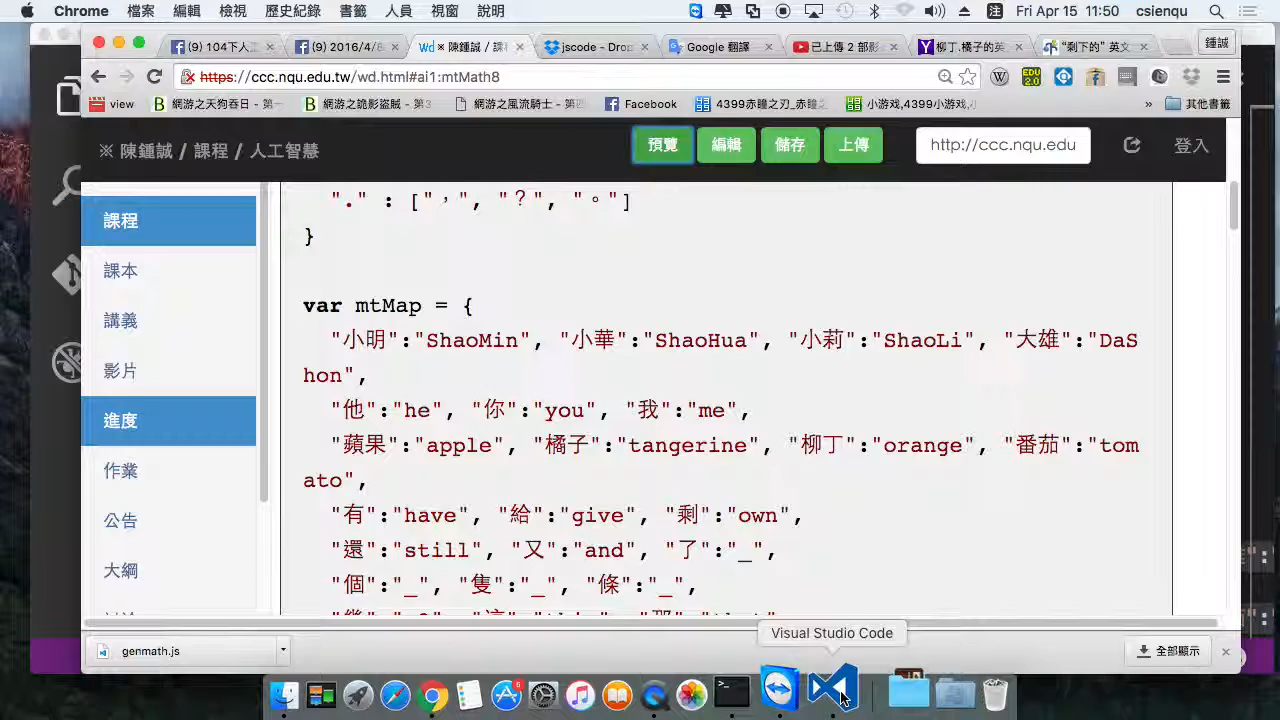 Chrome 檔案 編輯 檢視 歷史紀錄 書籤 人員 視窗 說明 Fri Apr 15 11:50 csienqu
f (9) 104下人工 f (9) 2016/4/8 Wd ※ 陳鍾誠 / 課程 jscode - Drop Google 翻譯 已上傳 2 部影 柳丁,橘子的英 "剩下的" 英文 鍾誠
https://ccc.nqu.edu.tw/wd.html#ai1:mtMath8
view 網游之天狗春日 - 第一 網游之詭影盜賊 - 第3 網游之風流騎士 - 第四 Facebook 4399赤瞳之刃,赤瞳 小游戏,4399小游戏,小 » 其他書籤
※ 陳鍾誠 / 課程 / 人工智慧 預覽 編輯 儲存 上傳 http://ccc.nqu.edu 登入
課程
課本
講義
影片
進度
作業
公告
大綱
"." : [",", "?", "。"]
}
var mtMap = {
"小明":"ShaoMin", "小華":"ShaoHua", "小莉":"ShaoLi", "大雄":"DaS
hon",
"他":"he", "你":"you", "我":"me",
"蘋果":"apple", "橘子":"tangerine", "柳丁":"orange", "番茄":"tom
ato",
"有":"have", "給":"give", "剩":"own",
"還":"still", "又":"and", "了":"_",
"個":"_", "隻":"_", "條":"_",
Visual Studio Code
genmath.js 全部顯示